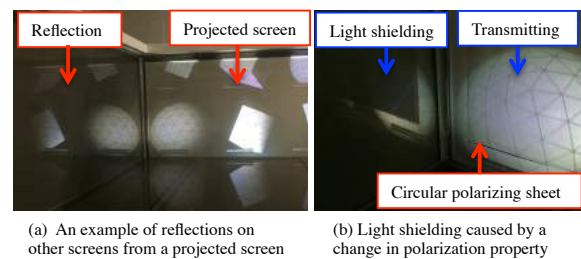 Reflection
Projected screen
Light shielding
Transmitting
Circular polarizing sheet
(a) An example of reflections on
other screens from a projected screen
(b) Light shielding caused by a
change in polarization property